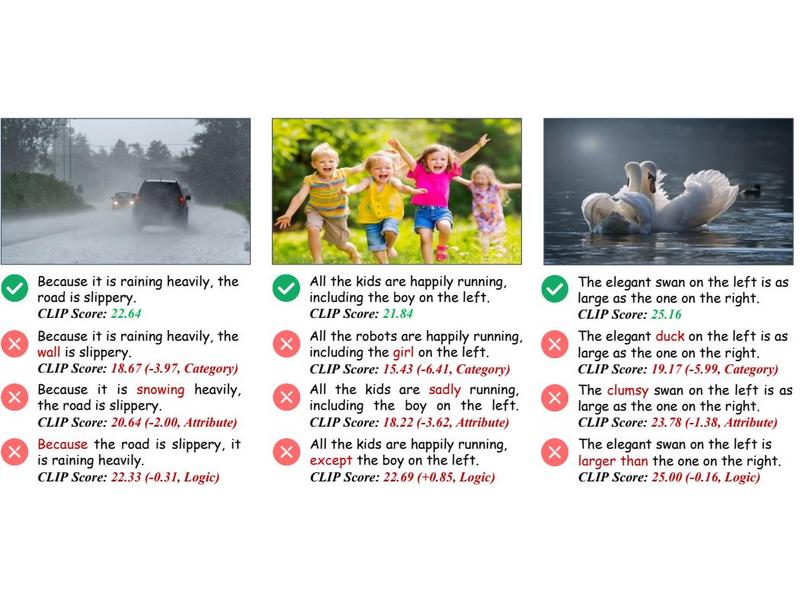 Because it is raining heavily, the
road is slippery.
CLIP Score: 22.64
Because it is raining heavily, the
wall is slippery.
CLIP Score: 18.67 (-3.97, Category)
Because it is snowing heavily,
the road is slippery.
CLIP Score: 20.64 (-2.00, Attribute)
Because the road is slippery, it
is raining heavily.
CLIP Score: 22.33 (-0.31, Logic)
All the kids are happily running,
including the boy on the left.
CLIP Score: 21.84
All the robots are happily running,
including the girl on the left.
CLIP Score: 15.43 (-6.41, Category)
All the kids are sadly running,
including the boy on the left.
CLIP Score: 18.22 (-3.62, Attribute)
All the kids are happily running,
except the boy on the left.
CLIP Score: 22.69 (+0.85, Logic)
The elegant swan on the left is as
large as the one on the right.
CLIP Score: 25.16
The elegant duck on the left is as
large as the one on the right.
CLIP Score: 19.17 (-5.99, Category)
The clumsy swan on the left is as
large as the one on the right.
CLIP Score: 23.78 (-1.38, Attribute)
The elegant swan on the left is
larger than the one on the right.
CLIP Score: 25.00 (-0.16, Logic)